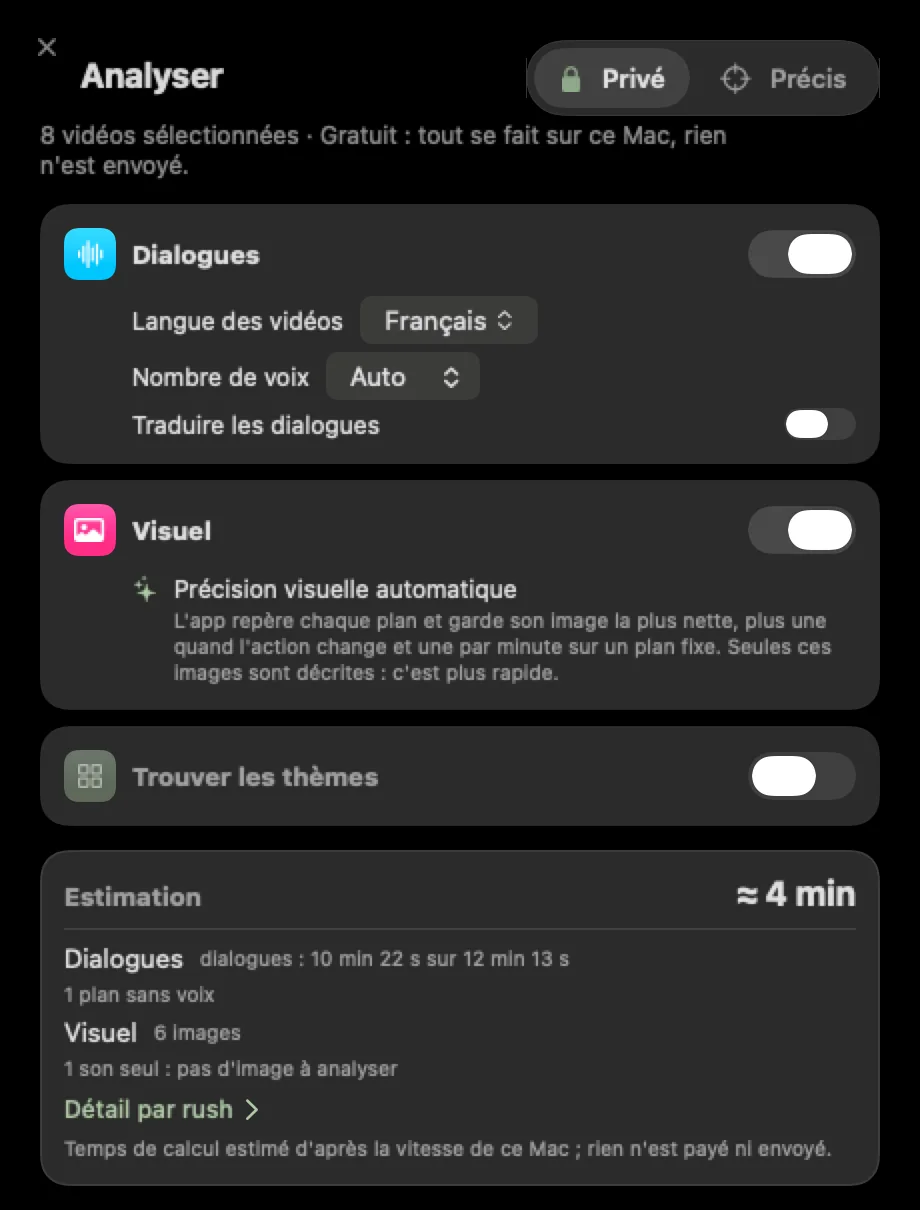 Analyser
Privé
Précis
8 vidéos sélectionnées · Gratuit : tout se fait sur ce Mac, rien
n'est envoyé.
Dialogues
Langue des vidéos Français
Nombre de voix Auto
Traduire les dialogues
Visuel
Précision visuelle automatique
L'app repère chaque plan et garde son image la plus nette, plus une
quand l'action change et une par minute sur un plan fixe. Seules ces
images sont décrites : c'est plus rapide.
Trouver les thèmes
Estimation ≈ 4 min
Dialogues dialogues : 10 min 22 s sur 12 min 13 s
1 plan sans voix
Visuel 6 images
1 son seul : pas d'image à analyser
Détail par rush
Temps de calcul estimé d'après la vitesse de ce Mac ; rien n'est payé ni envoyé.